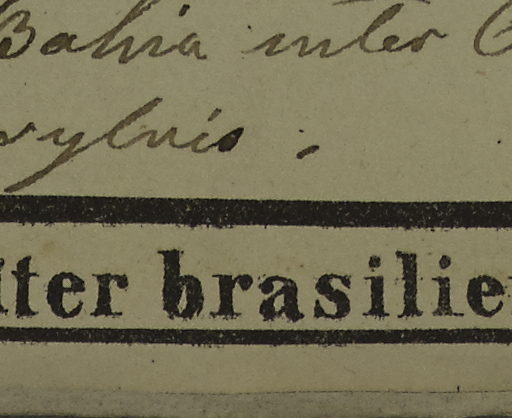 Bahia inter C
sylvis.
Iter brasilie